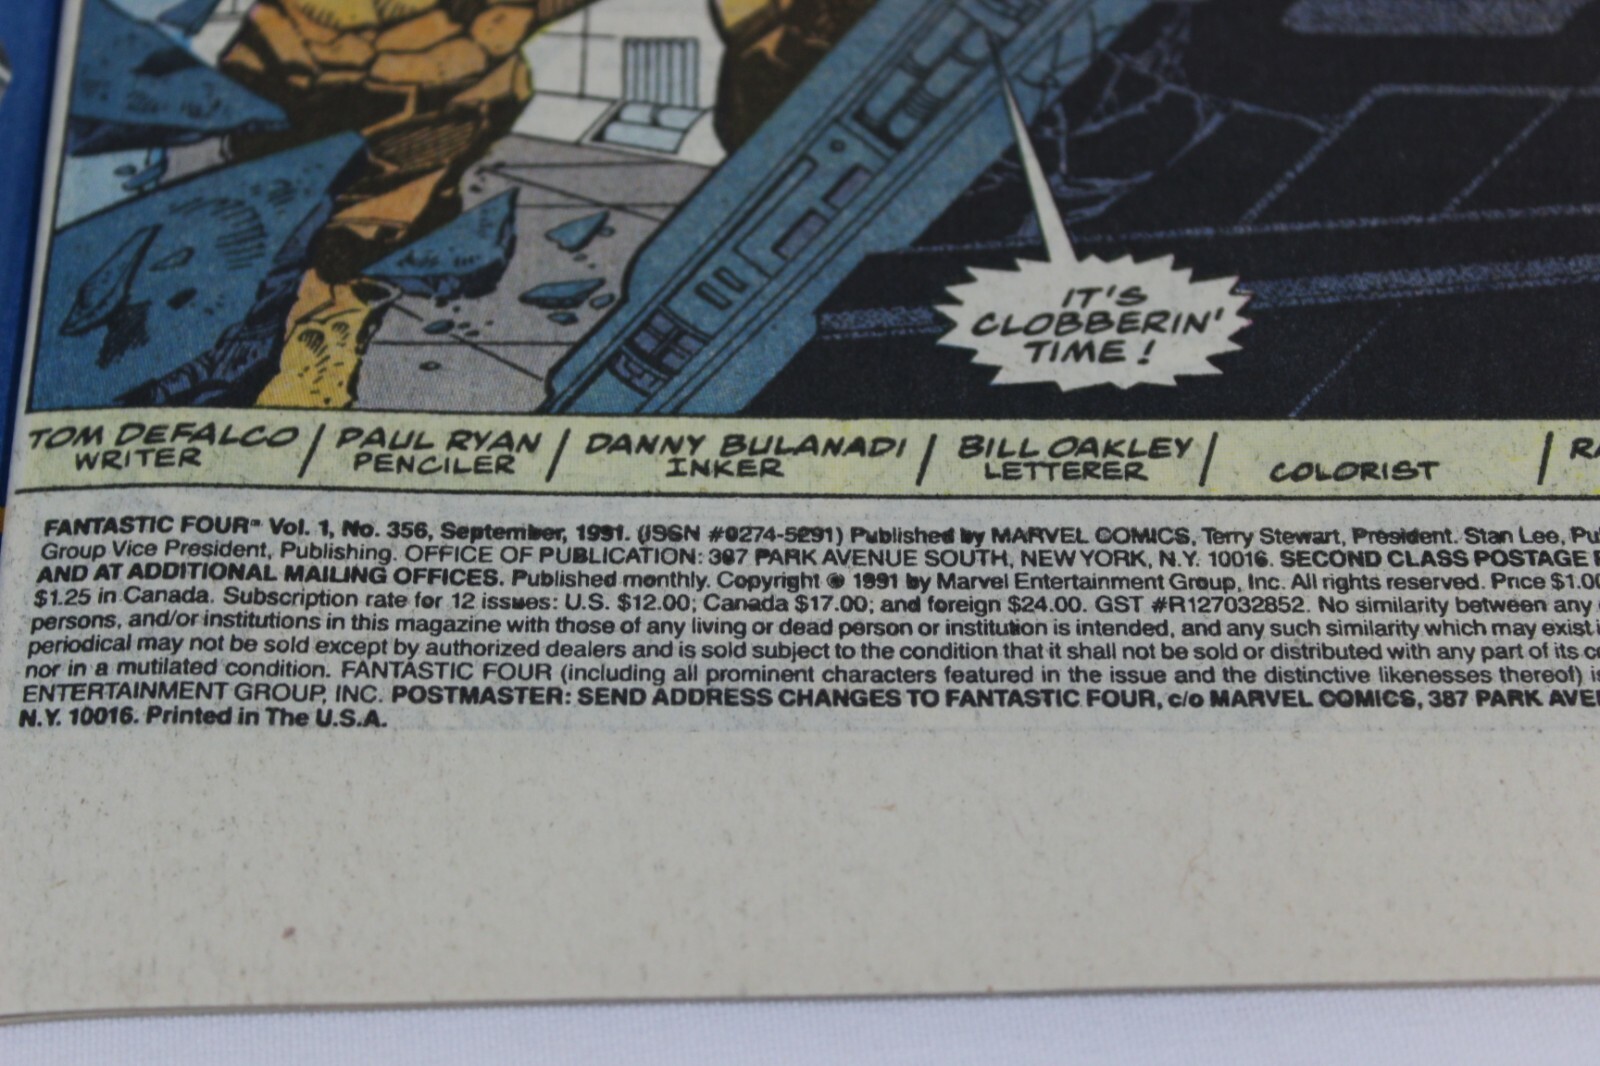 IT'S
CLOBBERIN'
TIME!
TOM DEFALCO / PAUL RYAN / DANNY BULANADI / BILL OAKLEY /
WRITER PENCILER INKER LETTERER COLORIST
FANTASTIC FOUR™ Vol. 1, No. 356, September, 1991. (ISSN #0274-5291) Published by MARVEL COMICS, Terry Stewart, President. Stan Lee,
Group Vice President, Publishing. OFFICE OF PUBLICATION: 387 PARK AVENUE SOUTH, NEW YORK, N.Y. 10016. SECOND CLASS POSTAGE
AND AT ADDITIONAL MAILING OFFICES. Published monthly. Copyright © 1991 by Marvel Entertainment Group, Inc. All rights reserved. Price $1.00
$1.25 in Canada. Subscription rate for 12 issues: U.S. $12.00; Canada $17.00; and foreign $24.00. GST #R127032852. No similarity between any
persons, and/or institutions in this magazine with those of any living or dead person or institution is intended, and any such similarity which may exist
periodical may not be sold except by authorized dealers and is sold subject to the condition that it shall not be sold or distributed with any part of its
nor in a mutilated condition. FANTASTIC FOUR (including all prominent characters featured in the issue and the distinctive likenesses thereof)
ENTERTAINMENT GROUP, INC. POSTMASTER: SEND ADDRESS CHANGES TO FANTASTIC FOUR, c/o MARVEL COMICS, 387 PARK
N.Y. 10016. Printed in The U.S.A.